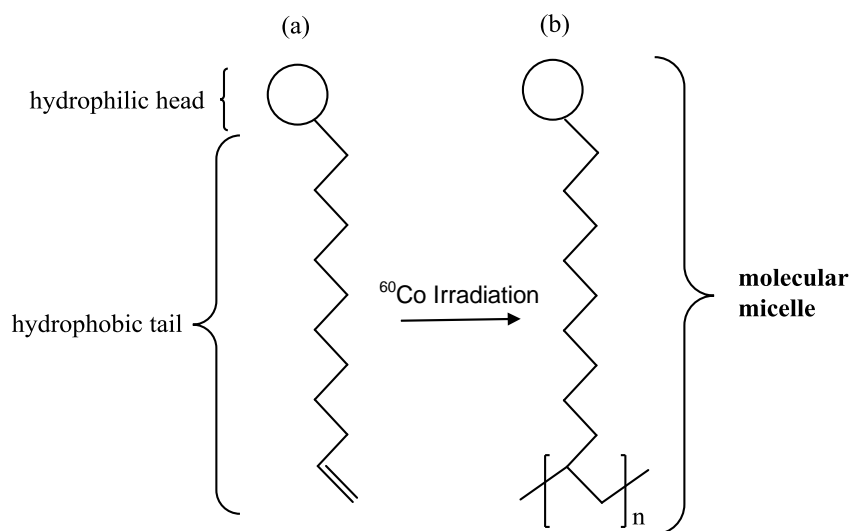 (a)
(b)
hydrophilic head
hydrophobic tail
⁶⁰Co Irradiation
molecular
micelle
n